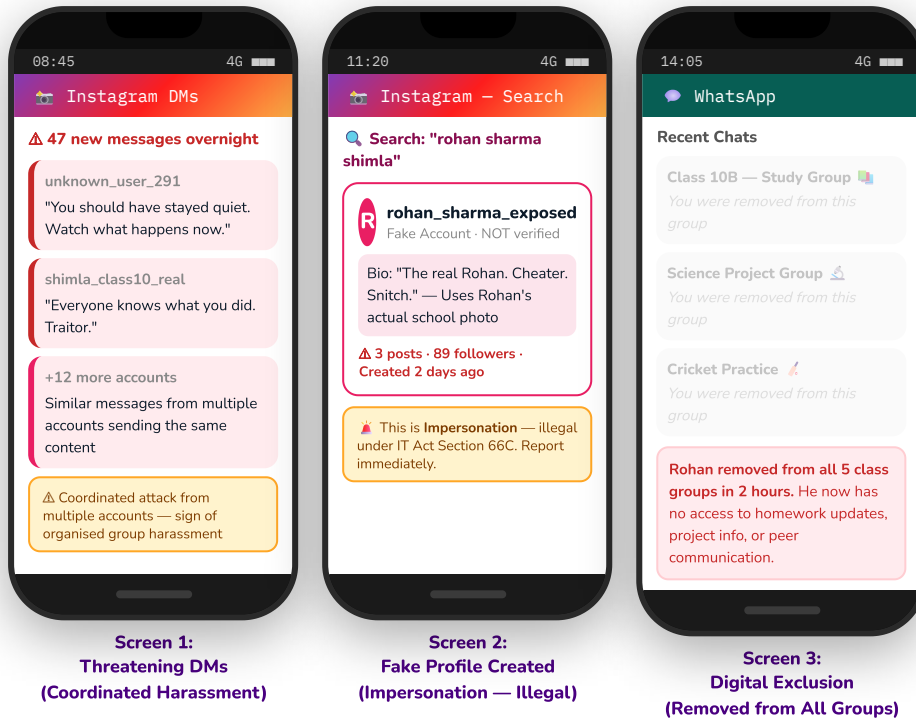 08:45 4G
📸 Instagram DMs
⚠ 47 new messages overnight
unknown_user_291
"You should have stayed quiet.
Watch what happens now."
shimla_class10_real
"Everyone knows what you did.
Traitor."
+12 more accounts
Similar messages from multiple
accounts sending the same
content
⚠ Coordinated attack from
multiple accounts — sign of
organised group harassment
Screen 1:
Threatening DMs
(Coordinated Harassment)
11:20 4G
📸 Instagram — Search
🔍 Search: "rohan sharma
shimla"
R
rohan_sharma_exposed
Fake Account · NOT verified
Bio: "The real Rohan. Cheater.
Snitch." — Uses Rohan's
actual school photo
⚠ 3 posts · 89 followers ·
Created 2 days ago
🚨 This is Impersonation — illegal
under IT Act Section 66C. Report
immediately.
Screen 2:
Fake Profile Created
(Impersonation — Illegal)
14:05 4G
💬 WhatsApp
Recent Chats
Class 10B — Study Group 📚
You were removed from this
group
Science Project Group 🔬
You were removed from this
group
Cricket Practice 🏏
You were removed from this
group
Rohan removed from all 5 class
groups in 2 hours. He now has
no access to homework updates,
project info, or peer
communication.
Screen 3:
Digital Exclusion
(Removed from All Groups)